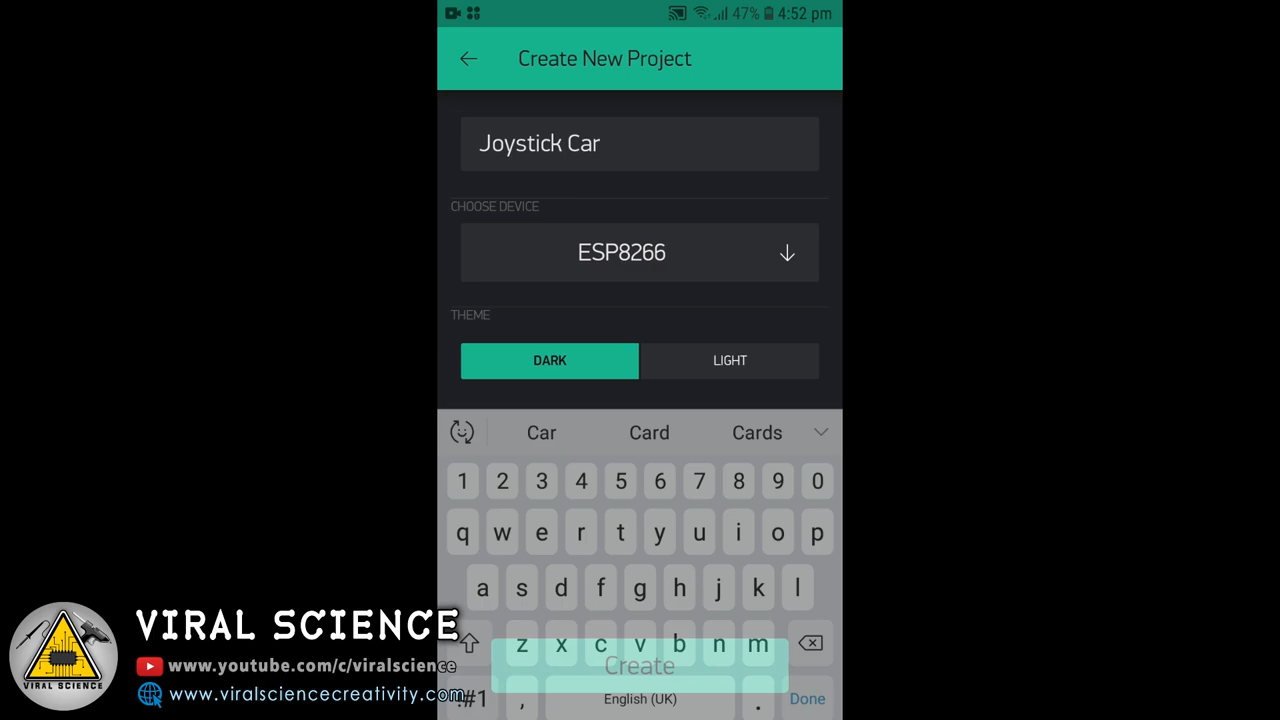 47% 4:52 pm
Create New Project
Joystick Car
CHOOSE DEVICE
ESP8266
THEME
DARK LIGHT
Car Card Cards
1 2 3 4 5 6 7 8 9 0
q w e r t y u i o p
a s d f g h j k l
z x c v b n m
Create
!#1 , English (UK) . Done
VIRAL SCIENCE
www.youtube.com/c/viralscience
www.viralsciencecreativity.com
VIRAL SCIENCE